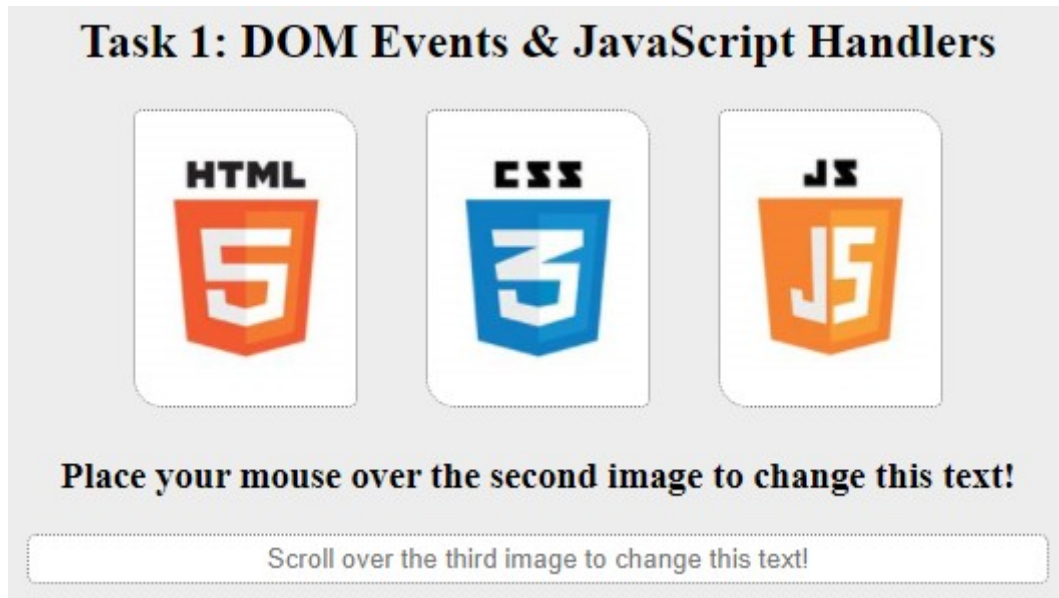 Task 1: DOM Events & JavaScript Handlers
HTML CSS JS
5 3 JS
Place your mouse over the second image to change this text!
Scroll over the third image to change this text!